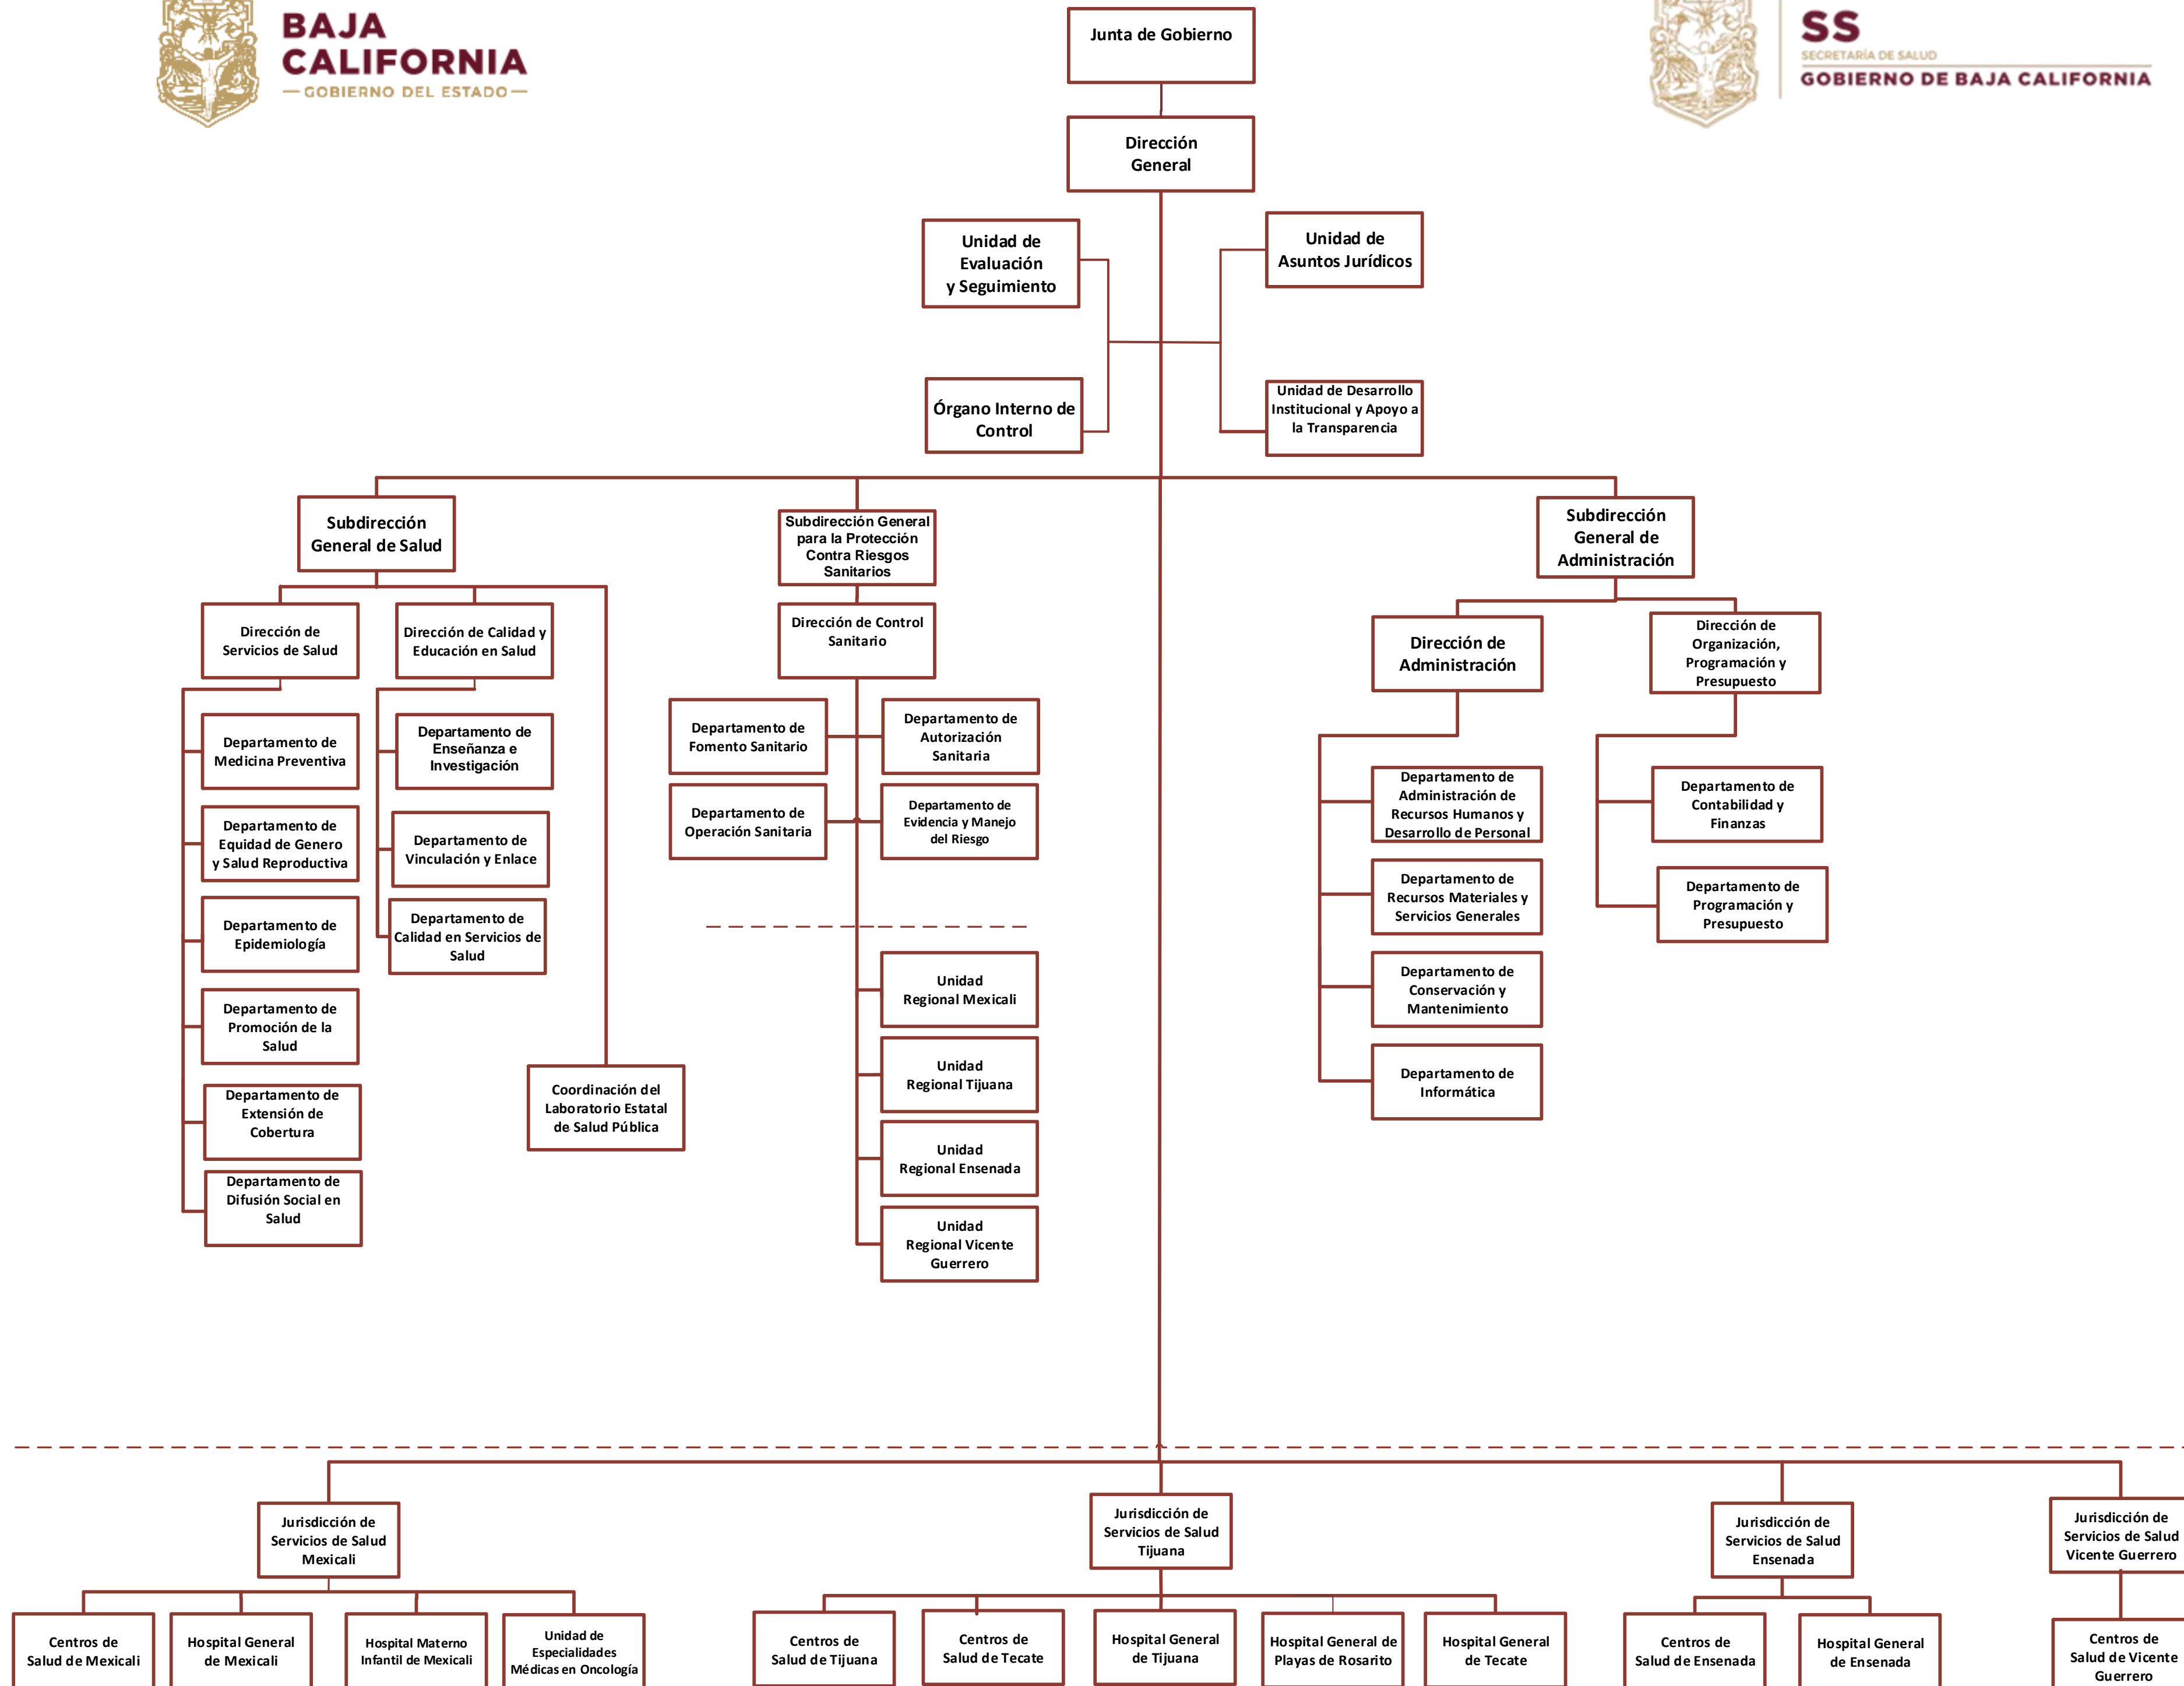 BAJA
CALIFORNIA
GOBIERNO DEL ESTADO
SS
SECRETARÍA DE SALUD
GOBIERNO DE BAJA CALIFORNIA
Junta de Gobierno
Dirección
General
Unidad de
Evaluación
y Seguimiento
Unidad de
Asuntos Jurídicos
Órgano Interno de
Control
Unidad de Desarrollo
Institucional y Apoyo a
la Transparencia
Subdirección
General de Salud
Subdirección General
para la Protección
Contra Riesgos
Sanitarios
Subdirección
General de
Administración
Dirección de
Servicios de Salud
Dirección de Calidad y
Educación en Salud
Dirección de Control
Sanitario
Dirección de
Administración
Dirección de
Organización,
Programación y
Presupuesto
Departamento de
Medicina Preventiva
Departamento de
Equidad de Genero
y Salud Reproductiva
Departamento de
Epidemiología
Departamento de
Promoción de la
Salud
Departamento de
Extensión de
Cobertura
Departamento de
Difusión Social en
Salud
Departamento de
Enseñanza e
Investigación
Departamento de
Vinculación y Enlace
Departamento de
Calidad en Servicios de
Salud
Coordinación del
Laboratorio Estatal
de Salud Pública
Departamento de
Fomento Sanitario
Departamento de
Autorización
Sanitaria
Departamento de
Operación Sanitaria
Departamento de
Evidencia y Manejo
del Riesgo
Unidad
Regional Mexicali
Unidad
Regional Tijuana
Unidad
Regional Ensenada
Unidad
Regional Vicente
Guerrero
Departamento de
Administración de
Recursos Humanos y
Desarrollo de Personal
Departamento de
Recursos Materiales y
Servicios Generales
Departamento de
Conservación y
Mantenimiento
Departamento de
Informática
Departamento de
Contabilidad y
Finanzas
Departamento de
Programación y
Presupuesto
Jurisdicción de
Servicios de Salud
Mexicali
Jurisdicción de
Servicios de Salud
Tijuana
Jurisdicción de
Servicios de Salud
Ensenada
Jurisdicción de
Servicios de Salud
Vicente Guerrero
Centros de
Salud de Mexicali
Hospital General
de Mexicali
Hospital Materno
Infantil de Mexicali
Unidad de
Especialidades
Médicas en Oncología
Centros de
Salud de Tijuana
Centros de
Salud de Tecate
Hospital General
de Tijuana
Hospital General de
Playas de Rosarito
Hospital General
de Tecate
Centros de
Salud de Ensenada
Hospital General
de Ensenada
Centros de
Salud de Vicente
Guerrero